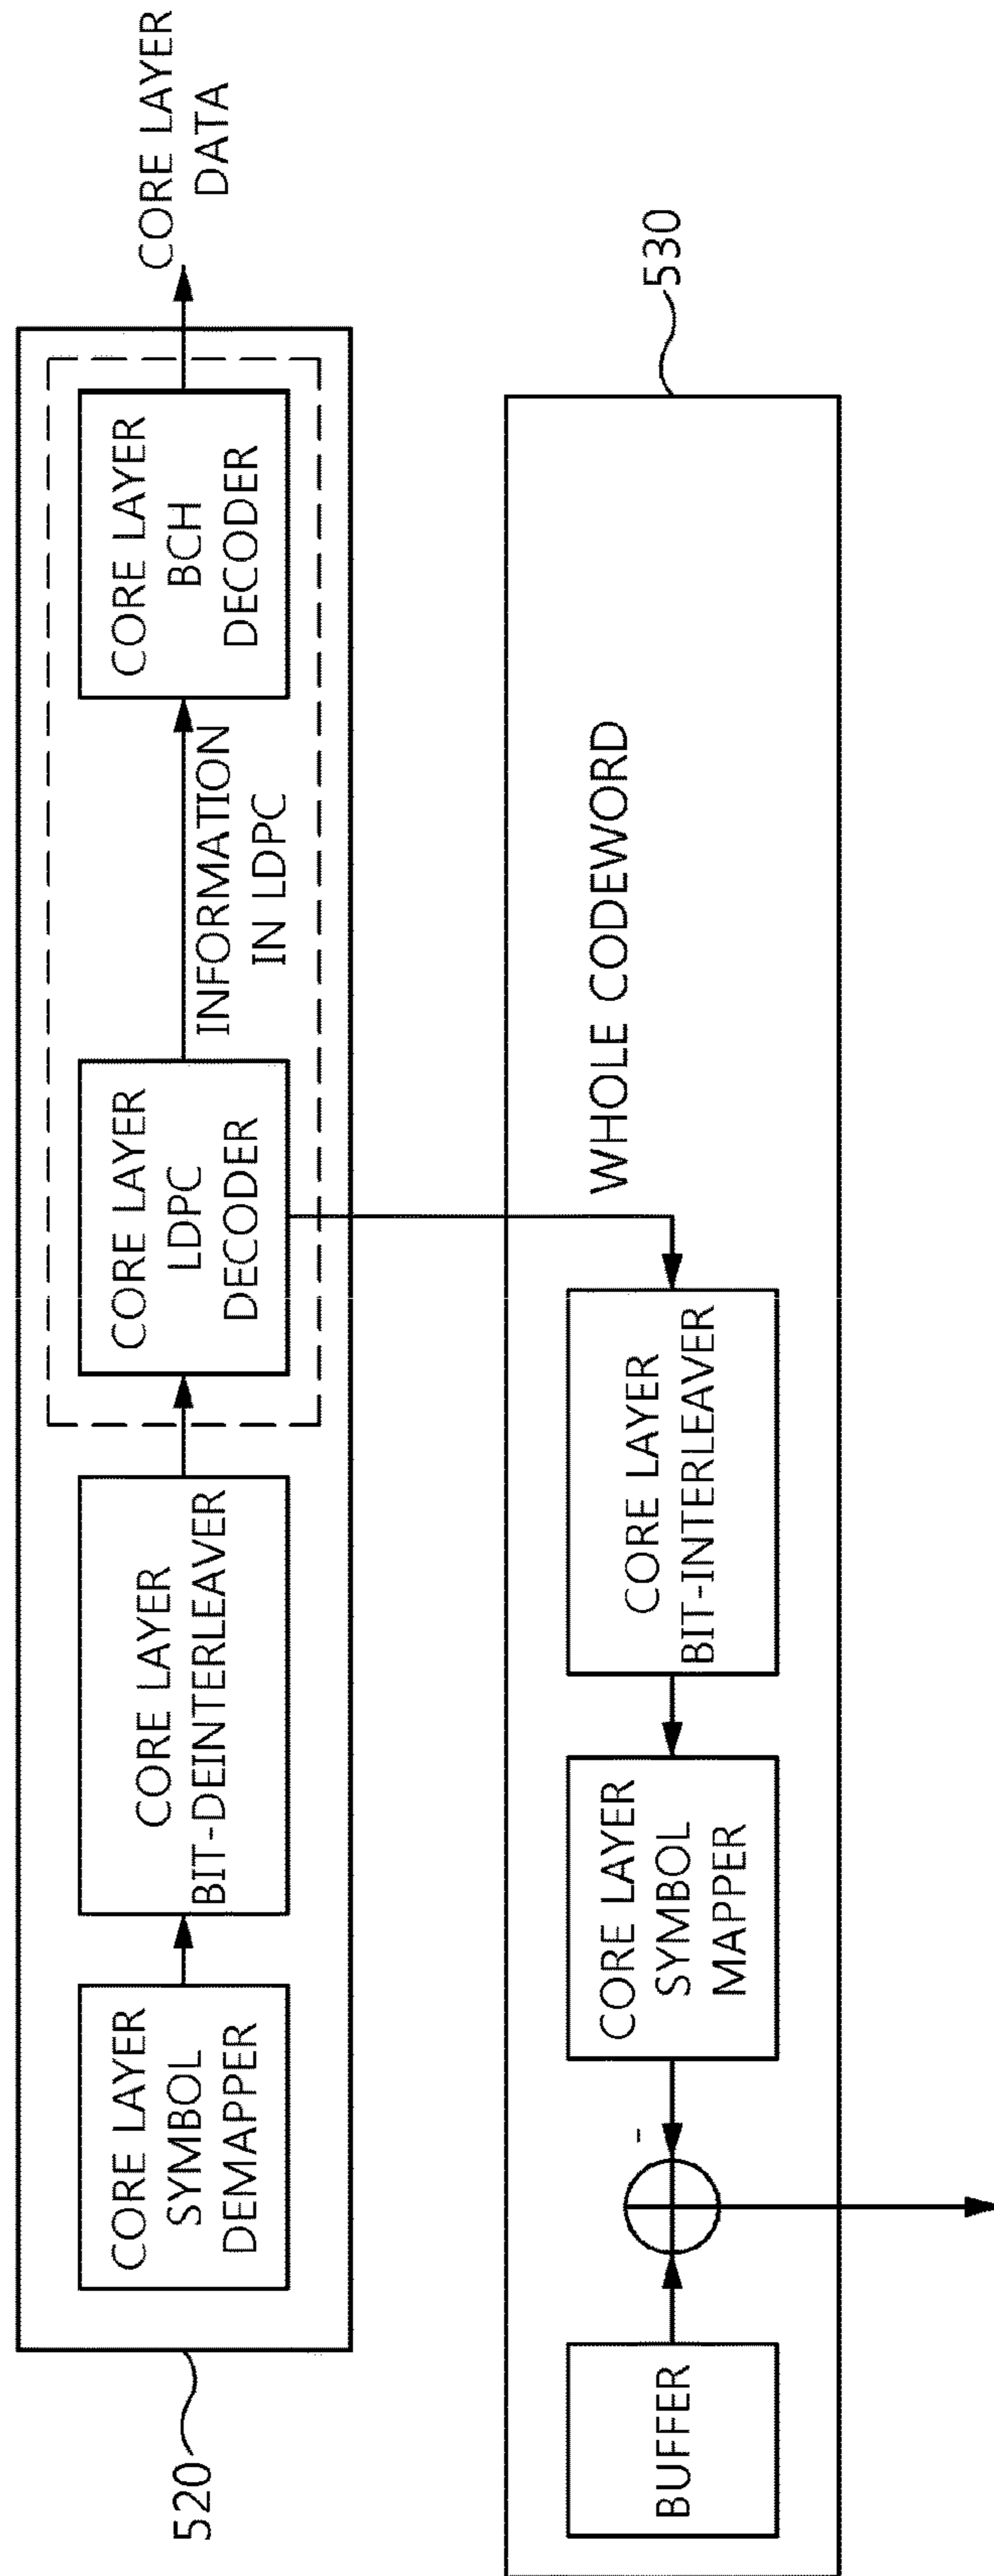 520
CORE LAYER
SYMBOL
DEMAPPER
CORE LAYER
BIT-DEINTERLEAVER
CORE LAYER
LDPC
DECODER
INFORMATION
IN LDPC
CORE LAYER
BCH
DECODER
CORE LAYER
DATA
BUFFER
-
CORE LAYER
SYMBOL
MAPPER
CORE LAYER
BIT-INTERLEAVER
WHOLE CODEWORD
530